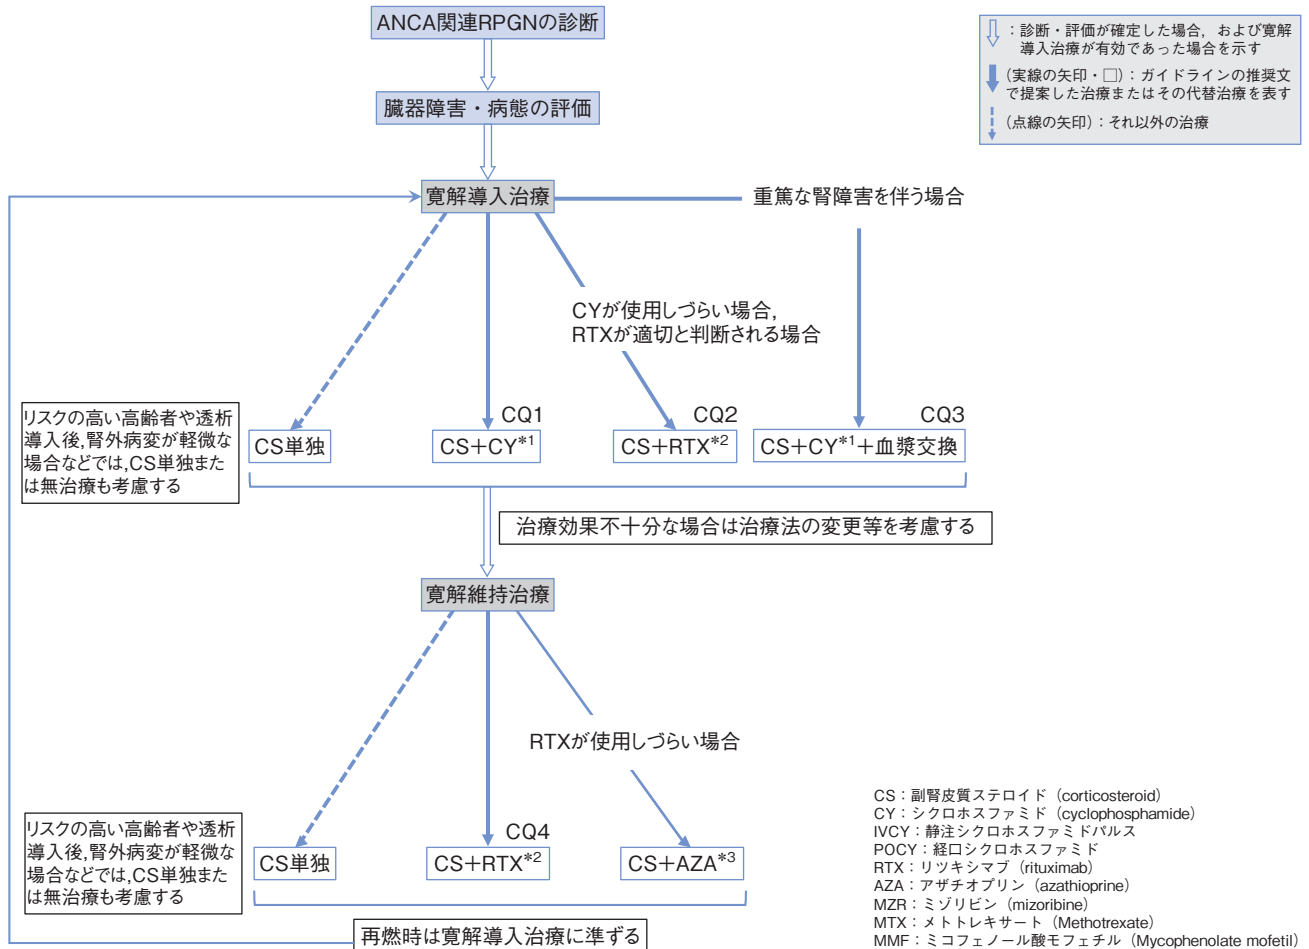 ANCA関連RPGNの診断
：診断・評価が確定した場合，および寛解
導入治療が有効であった場合を示す
（実線の矢印・□）：ガイドラインの推奨文
で提案した治療またはその代替治療を表す
（点線の矢印）：それ以外の治療
臓器障害・病態の評価
寛解導入治療
重篤な腎障害を伴う場合
CYが使用しづらい場合，
RTXが適切と判断される場合
リスクの高い高齢者や透析
導入後，腎外病変が軽微な
場合などでは，CS単独また
は無治療も考慮する
CS単独
CQ1
CS＋CY*1
CQ2
CS＋RTX*2
CQ3
CS＋CY*1＋血漿交換
治療効果不十分な場合は治療法の変更等を考慮する
寛解維持治療
RTXが使用しづらい場合
リスクの高い高齢者や透析
導入後，腎外病変が軽微な
場合などでは，CS単独また
は無治療も考慮する
CS単独
CQ4
CS＋RTX*2
CS＋AZA*3
再燃時は寛解導入治療に準ずる
CS：副腎皮質ステロイド（corticosteroid）
CY：シクロホスファミド（cyclophosphamide）
IVCY：静注シクロホスファミドパルス
POCY：経口シクロホスファミド
RTX：リツキシマブ（rituximab）
AZA：アザチオプリン（azathioprine）
MZR：ミゾリビン（mizoribine）
MTX：メトトレキサート（Methotrexate）
MMF：ミコフェノール酸モフェチル（Mycophenolate mofetil）